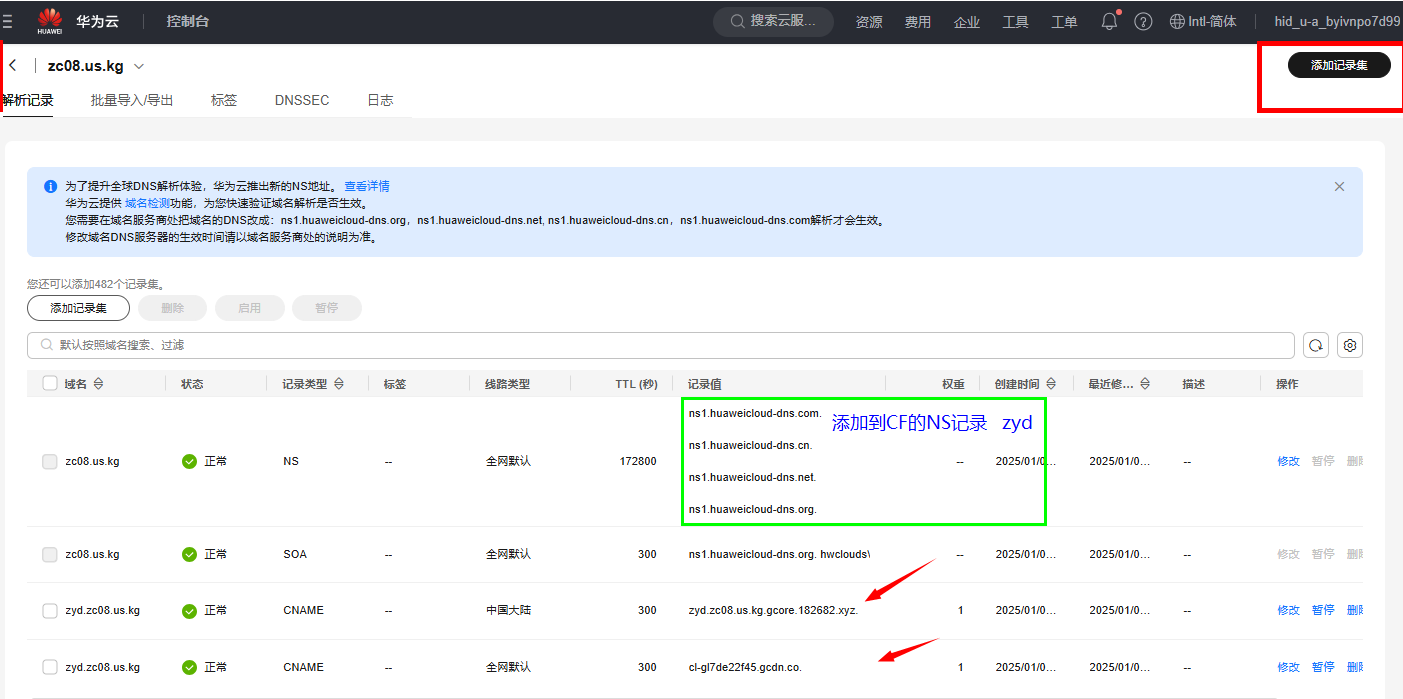 HUAWEI
华为云
控制台
搜索云服...
资源
费用
企业
工具
工单
Intl-简体
hid_u-a_byivnpo7d99
zc08.us.kg
添加记录集
解析记录
批量导入/导出
标签
DNSSEC
日志
为了提升全球DNS解析体验，华为云推出新的NS地址。 查看详情
华为云提供 域名检测功能，为您快速验证域名解析是否生效。
您需要在域名服务商处把域名的DNS改成：ns1.huaweicloud-dns.org，ns1.huaweicloud-dns.net, ns1.huaweicloud-dns.cn，ns1.huaweicloud-dns.com解析才会生效。
修改域名DNS服务器的生效时间请以域名服务商处的说明为准。
您还可以添加482个记录集。
添加记录集
删除
启用
暂停
默认按照域名搜索、过滤
域名 状态 记录类型 标签 线路类型 TTL (秒) 记录值 权重 创建时间 最近修... 描述 操作
ns1.huaweicloud-dns.com.
添加到CF的NS记录 zyd
ns1.huaweicloud-dns.cn.
zc08.us.kg 正常 NS -- 全网默认 172800 -- 2025/01/0... 2025/01/0... -- 修改 暂停 删除
ns1.huaweicloud-dns.net.
ns1.huaweicloud-dns.org.
zc08.us.kg 正常 SOA -- 全网默认 300 ns1.huaweicloud-dns.org. hwclouds\ -- 2025/01/0... 2025/01/0... -- 修改 暂停 删除
zyd.zc08.us.kg 正常 CNAME -- 中国大陆 300 zyd.zc08.us.kg.gcore.182682.xyz. 1 2025/01/0... 2025/01/0... -- 修改 暂停 删除
zyd.zc08.us.kg 正常 CNAME -- 全网默认 300 cl-gl7de22f45.gcdn.co. 1 2025/01/0... 2025/01/0... -- 修改 暂停 删除